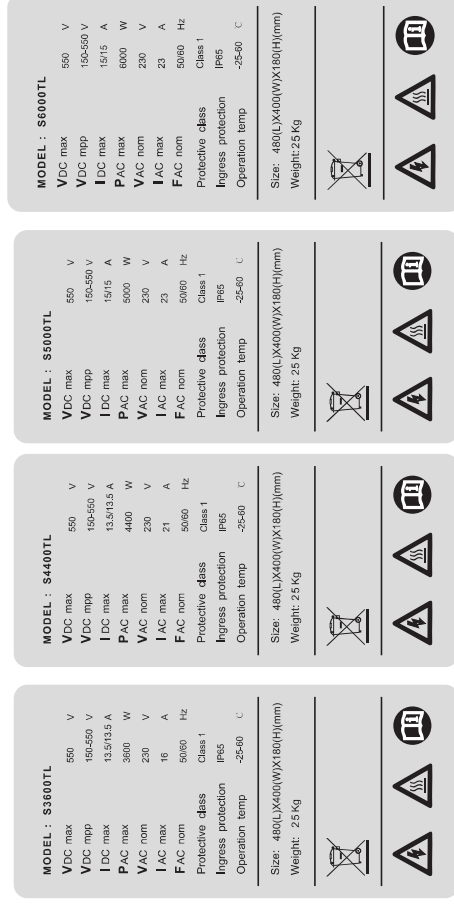 MODEL : S3600TL
VDC max 550 V
VDC mpp 150-550 V
IDC max 13.5/13.5 A
PAC max 3600 W
VAC nom 230 V
IAC max 16 A
FAC nom 50/60 Hz
Protective class Class 1
Ingress protection IP65
Operation temp -25-60 ℃
Size: 480(L)X400(W)X180(H)(mm)
Weight: 25Kg
MODEL : S4400TL
VDC max 550 V
VDC mpp 150-550 V
IDC max 13.5/13.5 A
PAC max 4400 W
VAC nom 230 V
IAC max 21 A
FAC nom 50/60 Hz
Protective class Class 1
Ingress protection IP65
Operation temp -25-60 ℃
Size: 480(L)X400(W)X180(H)(mm)
Weight: 25Kg
MODEL : S5000TL
VDC max 550 V
VDC mpp 150-550 V
IDC max 15/15 A
PAC max 5000 W
VAC nom 230 V
IAC max 23 A
FAC nom 50/60 Hz
Protective class Class 1
Ingress protection IP65
Operation temp -25-60 ℃
Size: 480(L)X400(W)X180(H)(mm)
Weight: 25Kg
MODEL : S6000TL
VDC max 550 V
VDC mpp 150-550 V
IDC max 15/15 A
PAC max 6000 W
VAC nom 230 V
IAC max 23 A
FAC nom 50/60 Hz
Protective class Class 1
Ingress protection IP65
Operation temp -25-60 ℃
Size: 480(L)X400(W)X180(H)(mm)
Weight:25Kg